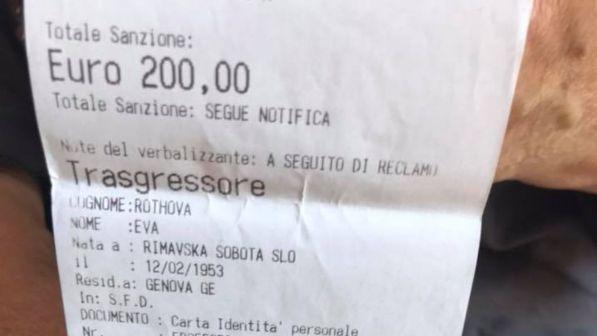 Totale Sanzione:
Euro 200,00
Totale Sanzione: SEGUE NOTIFICA
Note del verbalizzante: A SEGUITO DI RECLAMO
Trasgressore
COGNOME:ROTHOVA
NOME :EVA
Nata a : RIMAVSKA SOBOTA SLO
il : 12/02/1953
Resid.a: GENOVA GE
In: S.F.D.
DOCUMENTO : Carta Identita' personale
Nr.